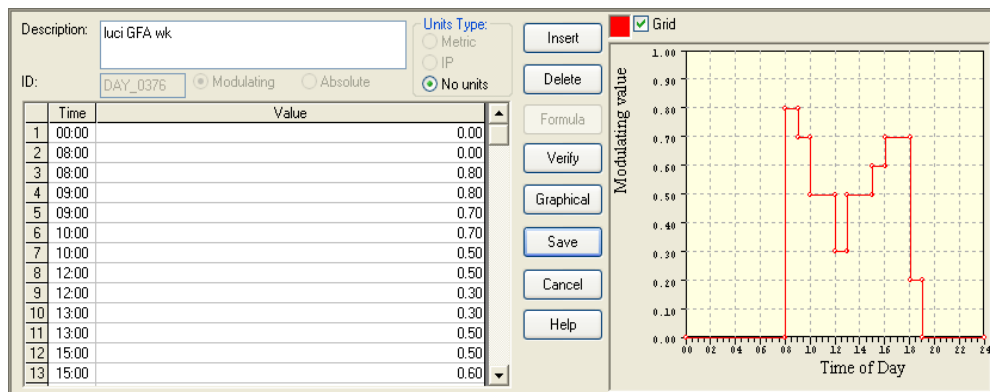 Description: luci GFA wk
Units Type:
Metric
IP
No units
ID: DAY_0376 Modulating Absolute
Time Value
1 00:00 0.00
2 08:00 0.00
3 08:00 0.80
4 09:00 0.80
5 09:00 0.70
6 10:00 0.70
7 10:00 0.50
8 12:00 0.50
9 12:00 0.30
10 13:00 0.30
11 13:00 0.50
12 15:00 0.50
13 15:00 0.60
Insert
Delete
Formula
Verify
Graphical
Save
Cancel
Help
Grid
Modulating value
1.00
0.90
0.80
0.70
0.60
0.50
0.40
0.30
0.20
0.10
0.00
00 02 04 06 08 10 12 14 16 18 20 22 24
Time of Day